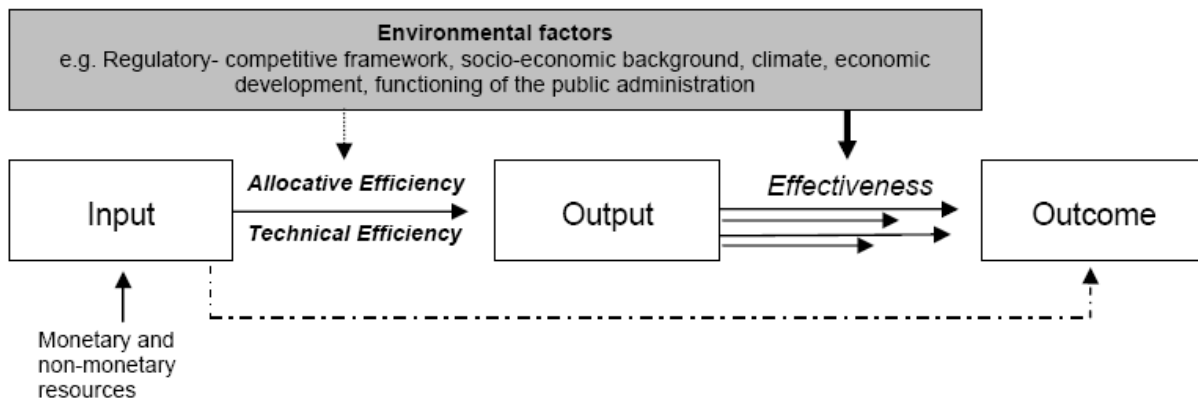 Environmental factors
e.g. Regulatory- competitive framework, socio-economic background, climate, economic
development, functioning of the public administration
Input
Allocative Efficiency
Technical Efficiency
Output
Effectiveness
Outcome
Monetary and
non-monetary
resources